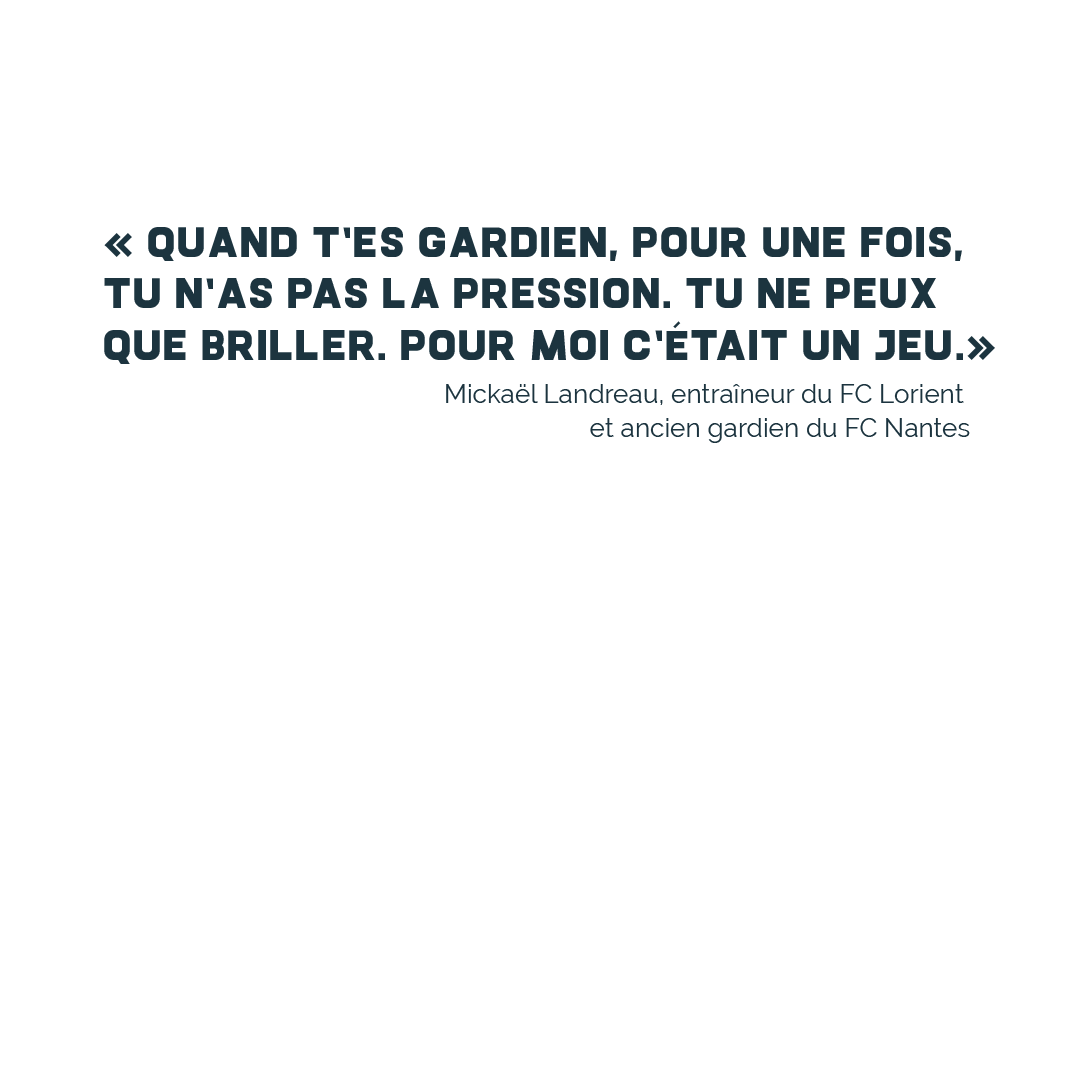 « QUAND T'ES GARDIEN, POUR UNE FOIS,
TU N'AS PAS LA PRESSION. TU NE PEUX
QUE BRILLER. POUR MOI C'ÉTAIT UN JEU.»
Mickaël Landreau, entraîneur du FC Lorient
et ancien gardien du FC Nantes